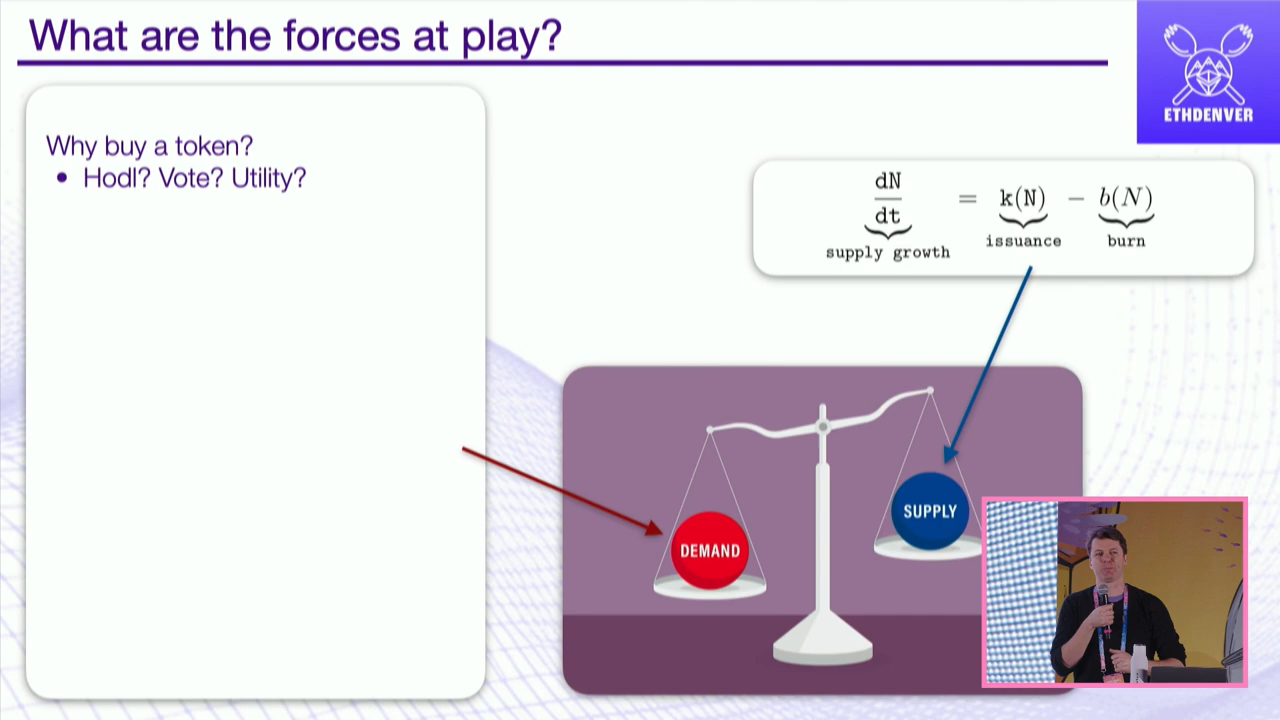 What are the forces at play?
ETHDENVER
Why buy a token?
• Hodl? Vote? Utility?
dN/dt = k(N) − b(N)
supply growth issuance burn
DEMAND
SUPPLY